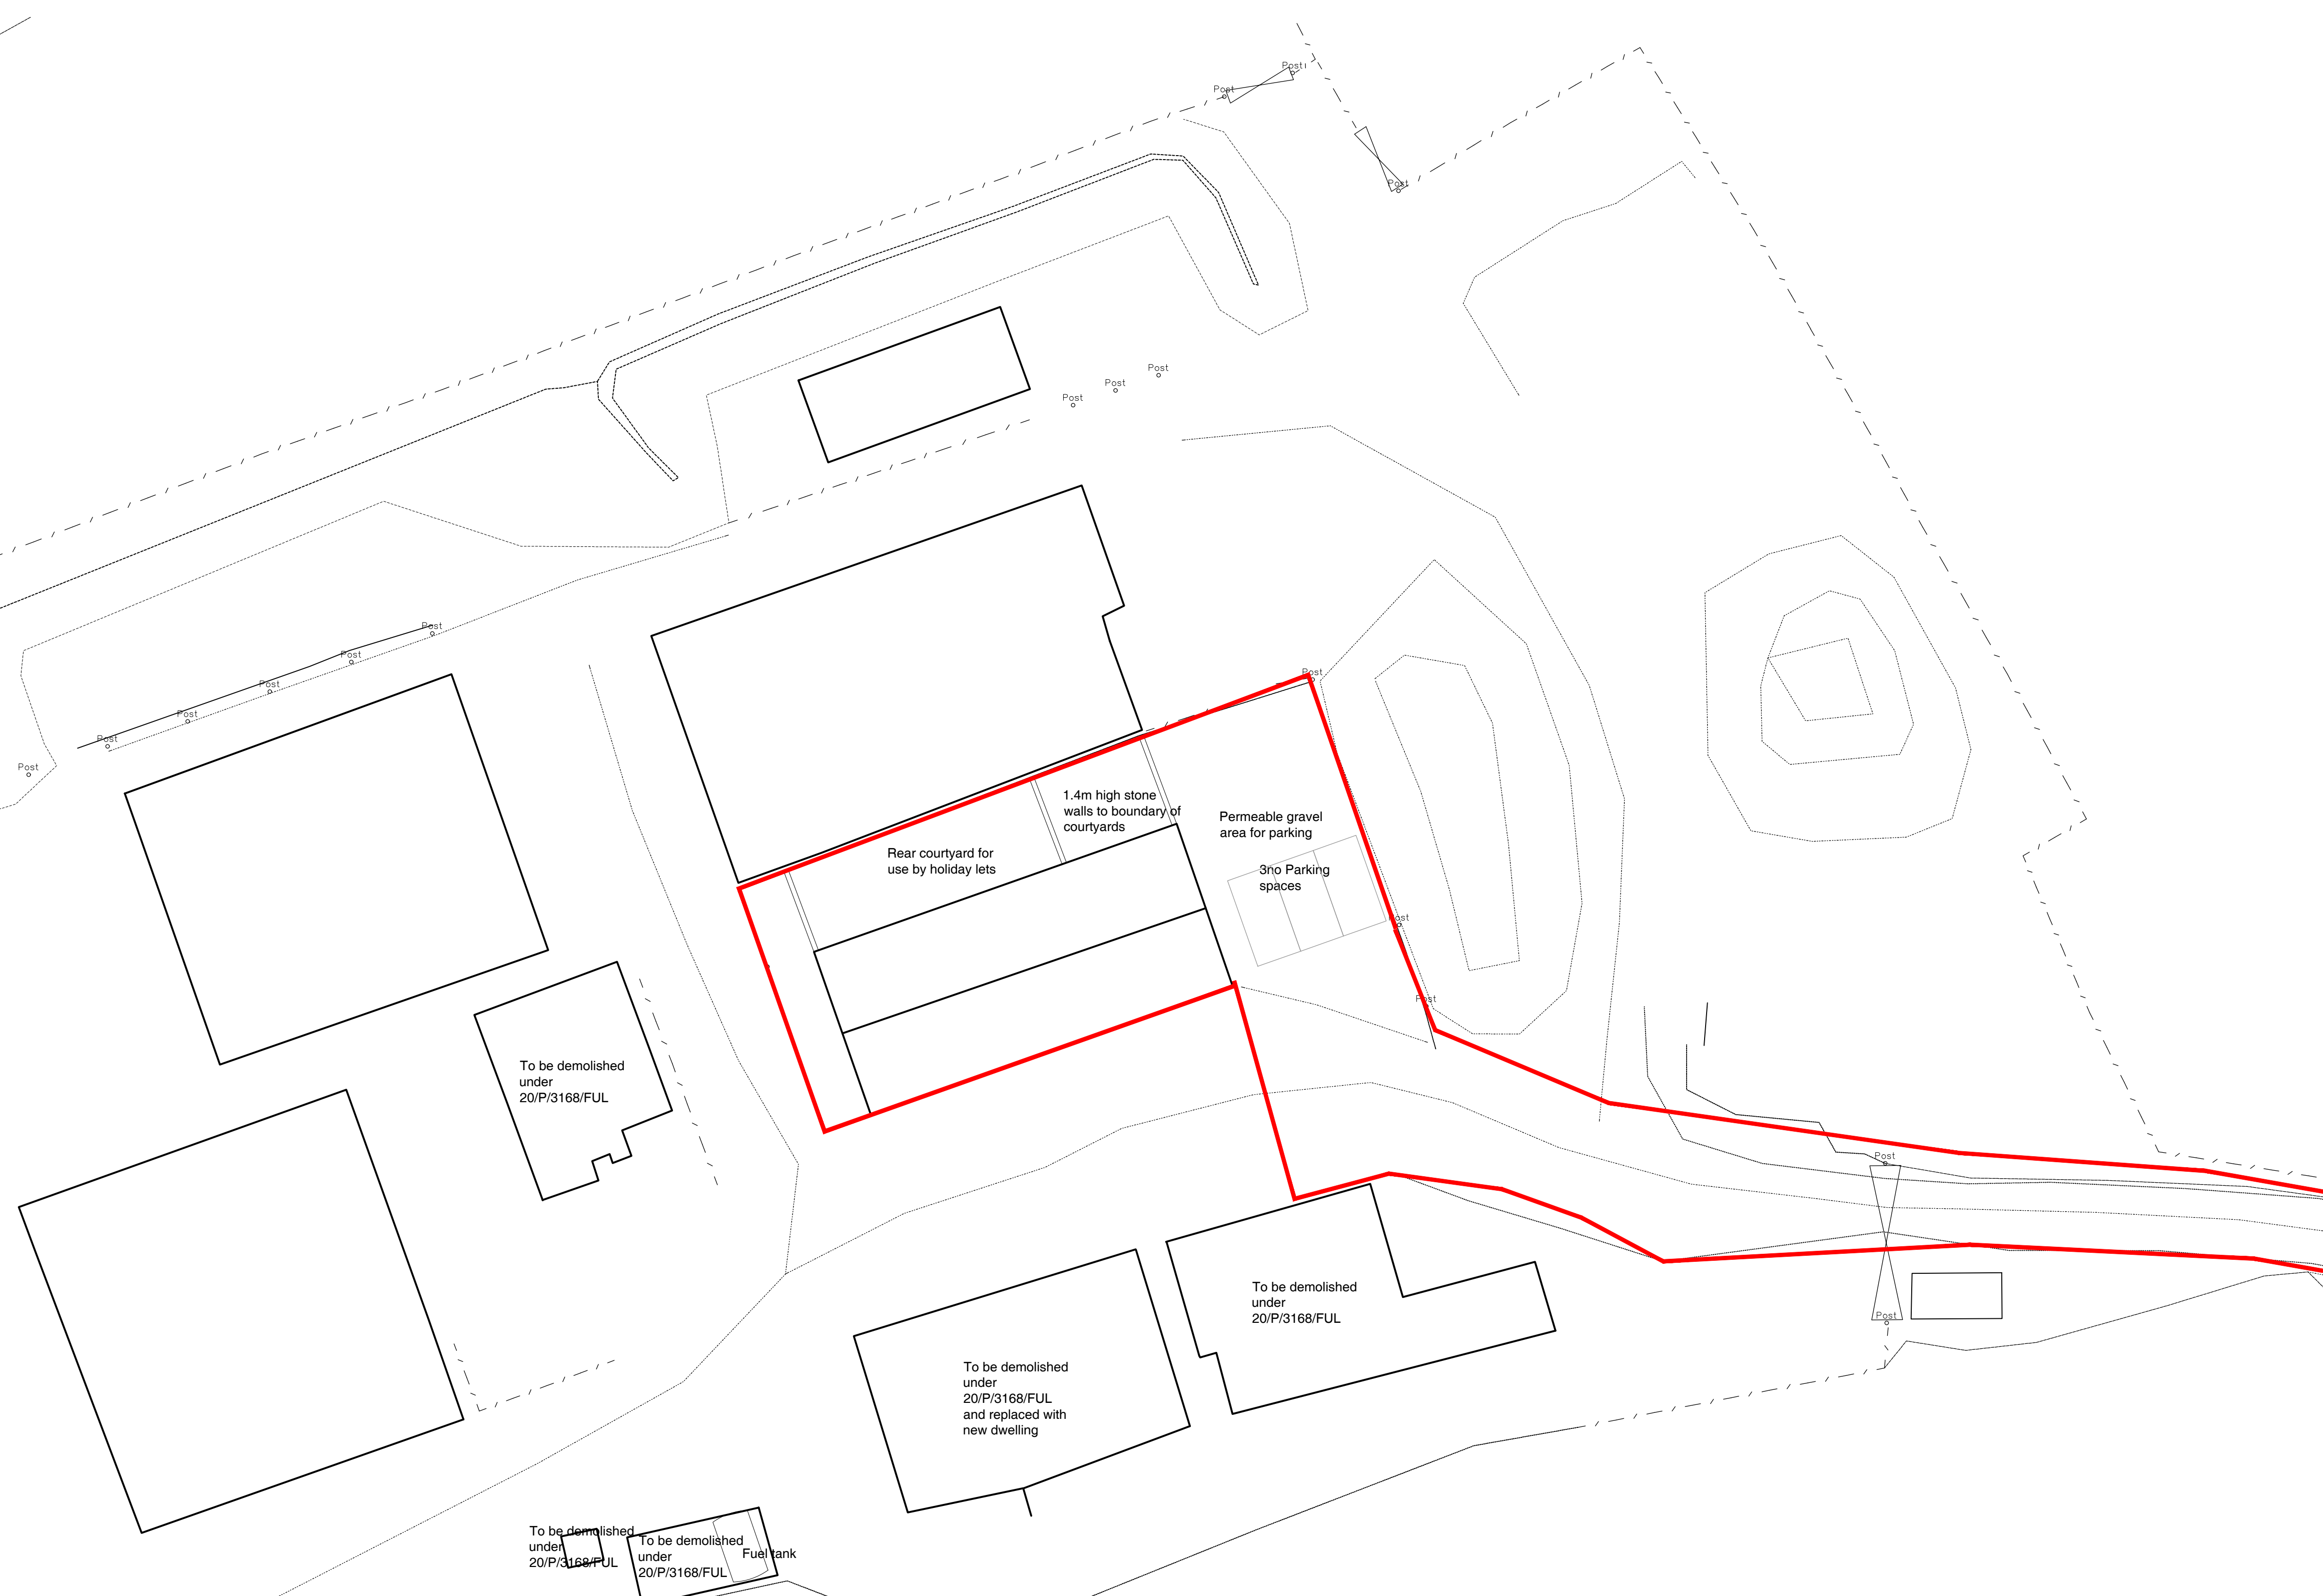 Post
Post
Post
Post
Post
Post
Post
Post
Post
Post
Post
Post
Post
1.4m high stone
walls to boundary of
courtyards
Permeable gravel
area for parking
Rear courtyard for
use by holiday lets
3no Parking
spaces
Post
Post
To be demolished
under
20/P/3168/FUL
Post
To be demolished
under
20/P/3168/FUL
Post
To be demolished
under
20/P/3168/FUL
and replaced with
new dwelling
To be demolished
under
20/P/3168/FUL
To be demolished
under
20/P/3168/FUL
Fuel tank